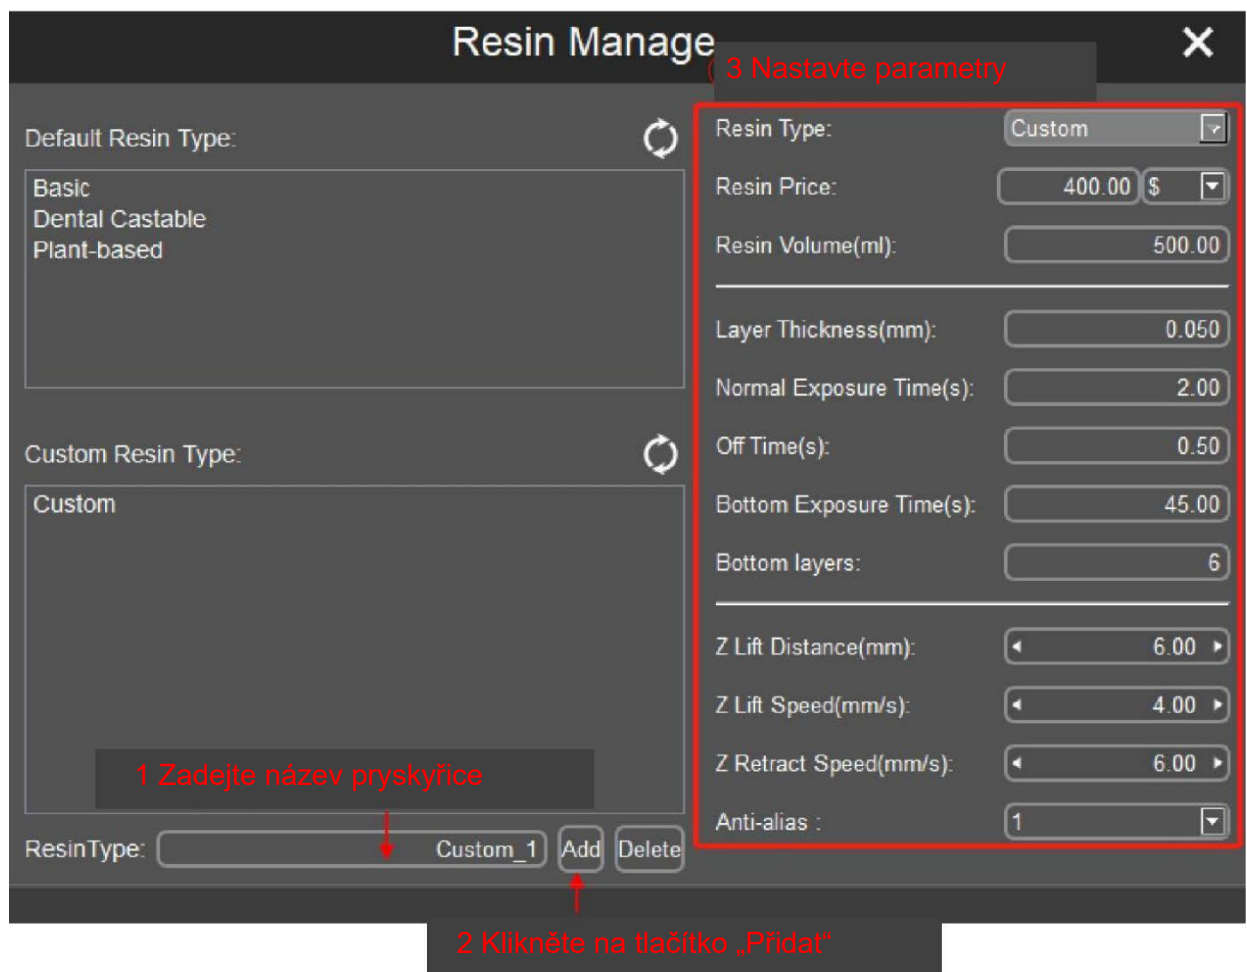 Resin Manage
3 Nastavte parametry
Default Resin Type:
Basic
Dental Castable
Plant-based
Custom Resin Type:
Custom
1 Zadejte název pryskyřice
ResinType: Custom_1 Add Delete
2 Klikněte na tlačítko „Přidat“
Resin Type: Custom
Resin Price: 400.00 $
Resin Volume(ml): 500.00
Layer Thickness(mm): 0.050
Normal Exposure Time(s): 2.00
Off Time(s): 0.50
Bottom Exposure Time(s): 45.00
Bottom layers: 6
Z Lift Distance(mm): 6.00
Z Lift Speed(mm/s): 4.00
Z Retract Speed(mm/s): 6.00
Anti-alias : 1